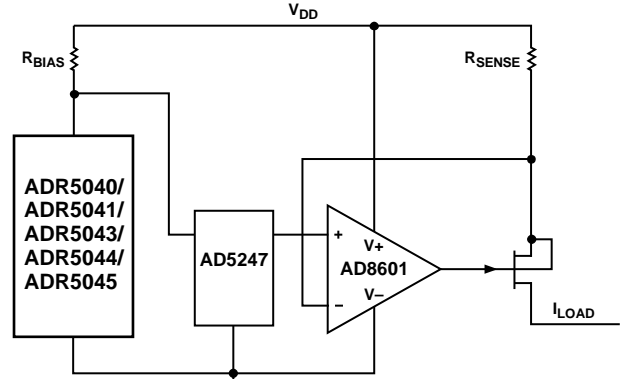 V_DD
R_BIAS
R_SENSE
ADR5040/
ADR5041/
ADR5043/
ADR5044/
ADR5045
AD5247
+
V+
AD8601
–
V–
I_LOAD